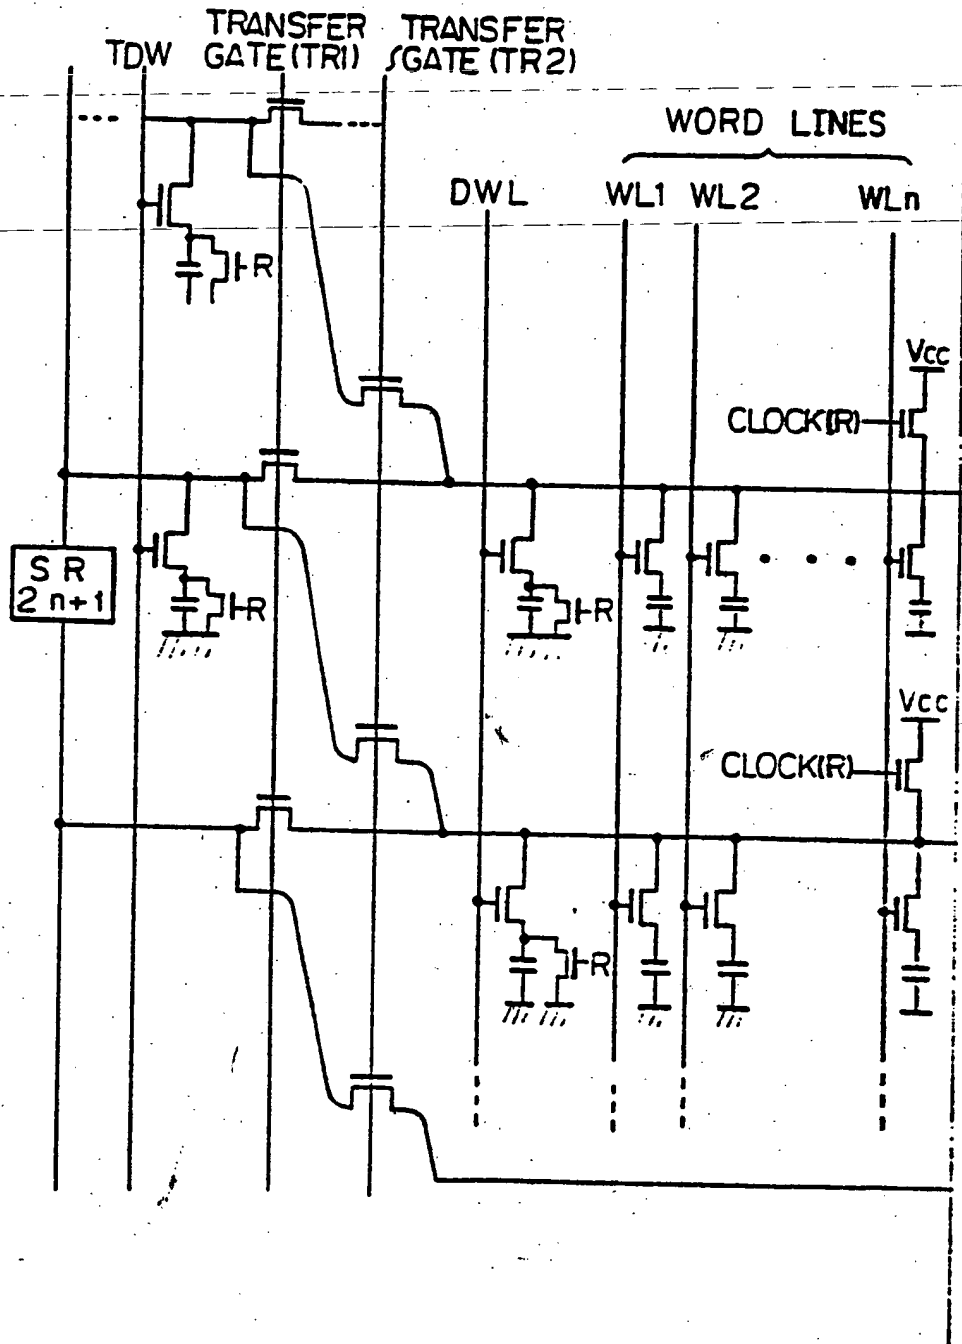 TRANSFER TRANSFER
TDW GATE(TR1) GATE(TR2)
WORD LINES
DWL WL1 WL2 WLn
R
VCC
CLOCK(R)
SR
2n+1
R
R
VCC
CLOCK(R)
R